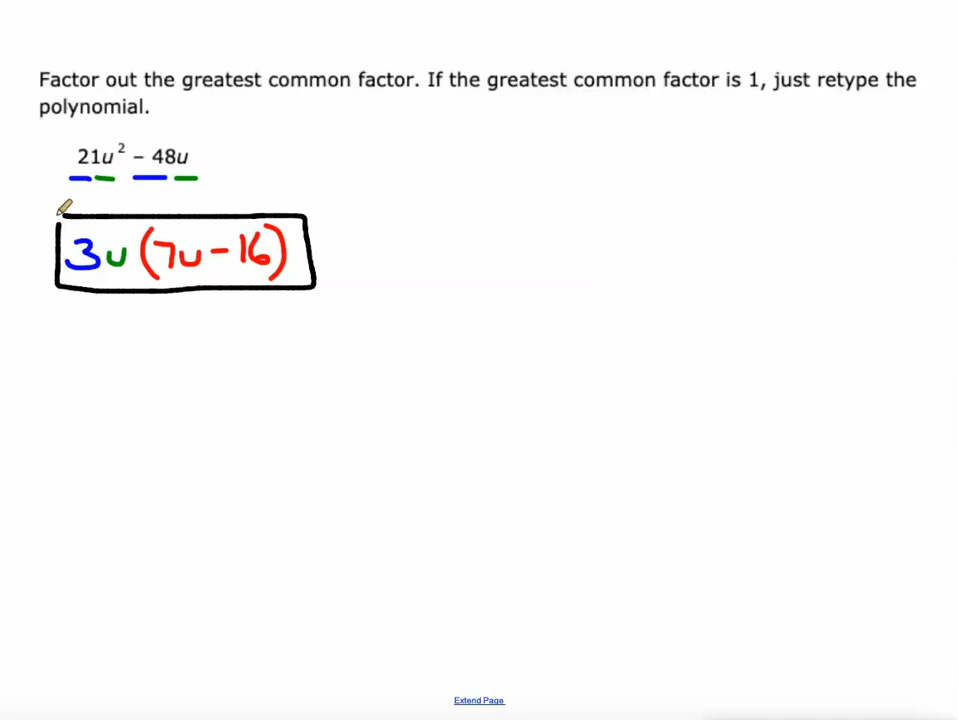 Factor out the greatest common factor. If the greatest common factor is 1, just retype the
polynomial.
21u² – 48u
3u(7u-16)
Extend Page